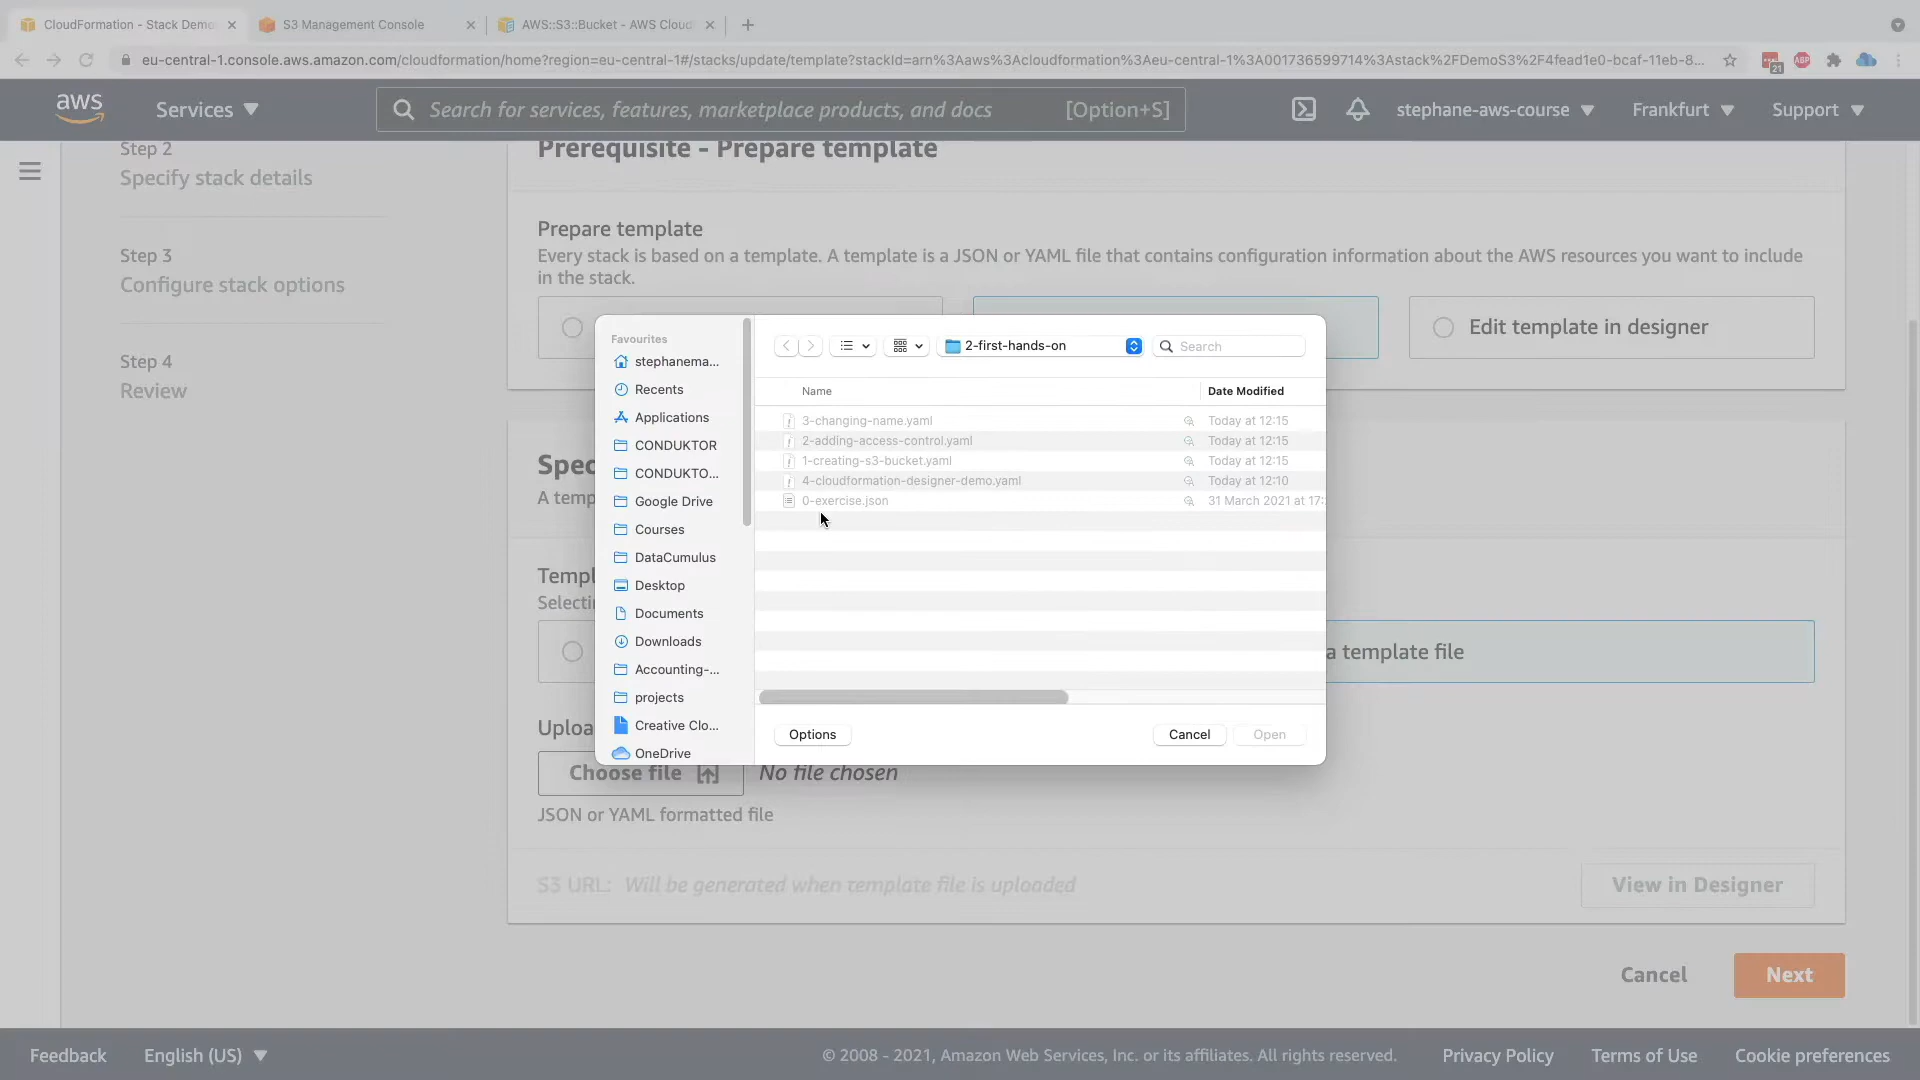 CloudFormation - Stack Demo
S3 Management Console
AWS::S3::Bucket - AWS Cloud
eu-central-1.console.aws.amazon.com/cloudformation/home?region=eu-central-1#/stacks/update/template?stackId=arn%3Aaws%3Acloudformation%3Aeu-central-1%3A001736599714%3Astack%2FDemoS3%2F4fead1e0-bcaf-11eb-8...
21
ABP
aws
Services
Search for services, features, marketplace products, and docs
[Option+S]
stephane-aws-course
Frankfurt
Support
Step 2
Specify stack details
Step 3
Configure stack options
Step 4
Review
Prerequisite - Prepare template
Prepare template
Every stack is based on a template. A template is a JSON or YAML file that contains configuration information about the AWS resources you want to include
in the stack.
Edit template in designer
Favourites
stephanema...
Recents
Applications
CONDUKTOR
CONDUKTO...
Google Drive
Courses
DataCumulus
Desktop
Documents
Downloads
Accounting-...
projects
Creative Clo...
OneDrive
2-first-hands-on
Search
Name
Date Modified
3-changing-name.yaml
Today at 12:15
2-adding-access-control.yaml
Today at 12:15
1-creating-s3-bucket.yaml
Today at 12:15
4-cloudformation-designer-demo.yaml
Today at 12:10
0-exercise.json
31 March 2021 at 17:
Options
Cancel
Open
Spec
A temp
Templ
Selecti
a template file
Uploa
Choose file
No file chosen
JSON or YAML formatted file
S3 URL: Will be generated when template file is uploaded
View in Designer
Cancel
Next
Feedback
English (US)
© 2008 - 2021, Amazon Web Services, Inc. or its affiliates. All rights reserved.
Privacy Policy
Terms of Use
Cookie preferences